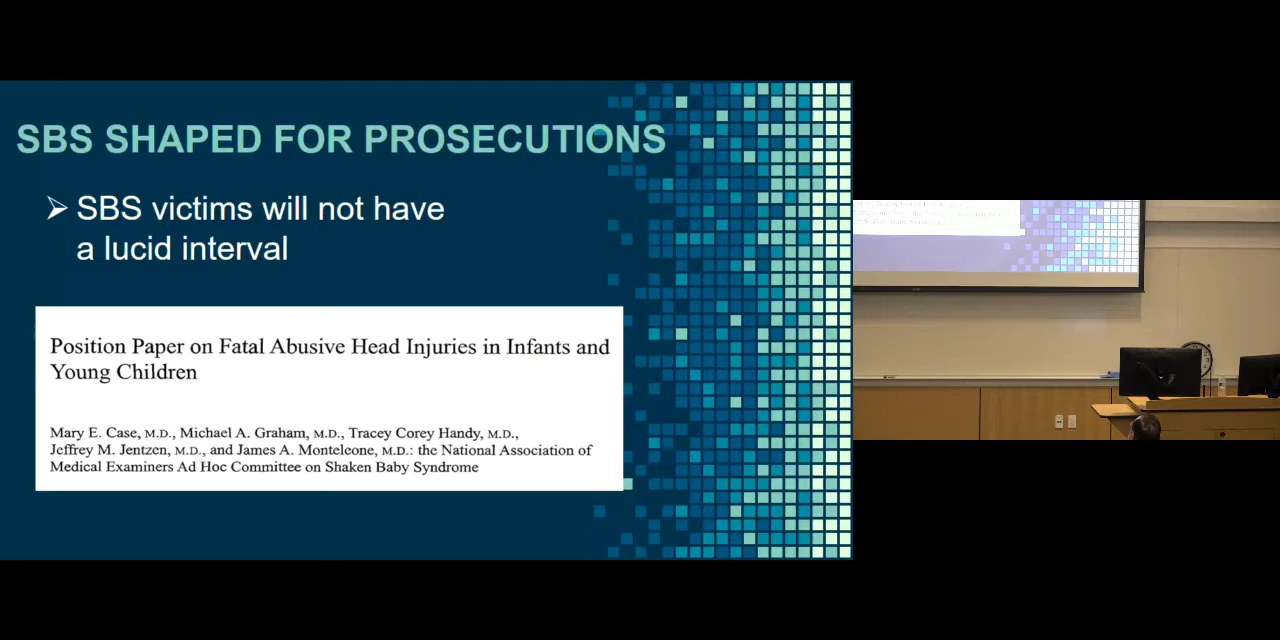 SBS SHAPED FOR PROSECUTIONS
SBS victims will not have
a lucid interval
Position Paper on Fatal Abusive Head Injuries in Infants and
Young Children
Mary E. Case, M.D., Michael A. Graham, M.D., Tracey Corey Handy, M.D.,
Jeffrey M. Jentzen, M.D., and James A. Monteleone, M.D.: the National Association of
Medical Examiners Ad Hoc Committee on Shaken Baby Syndrome